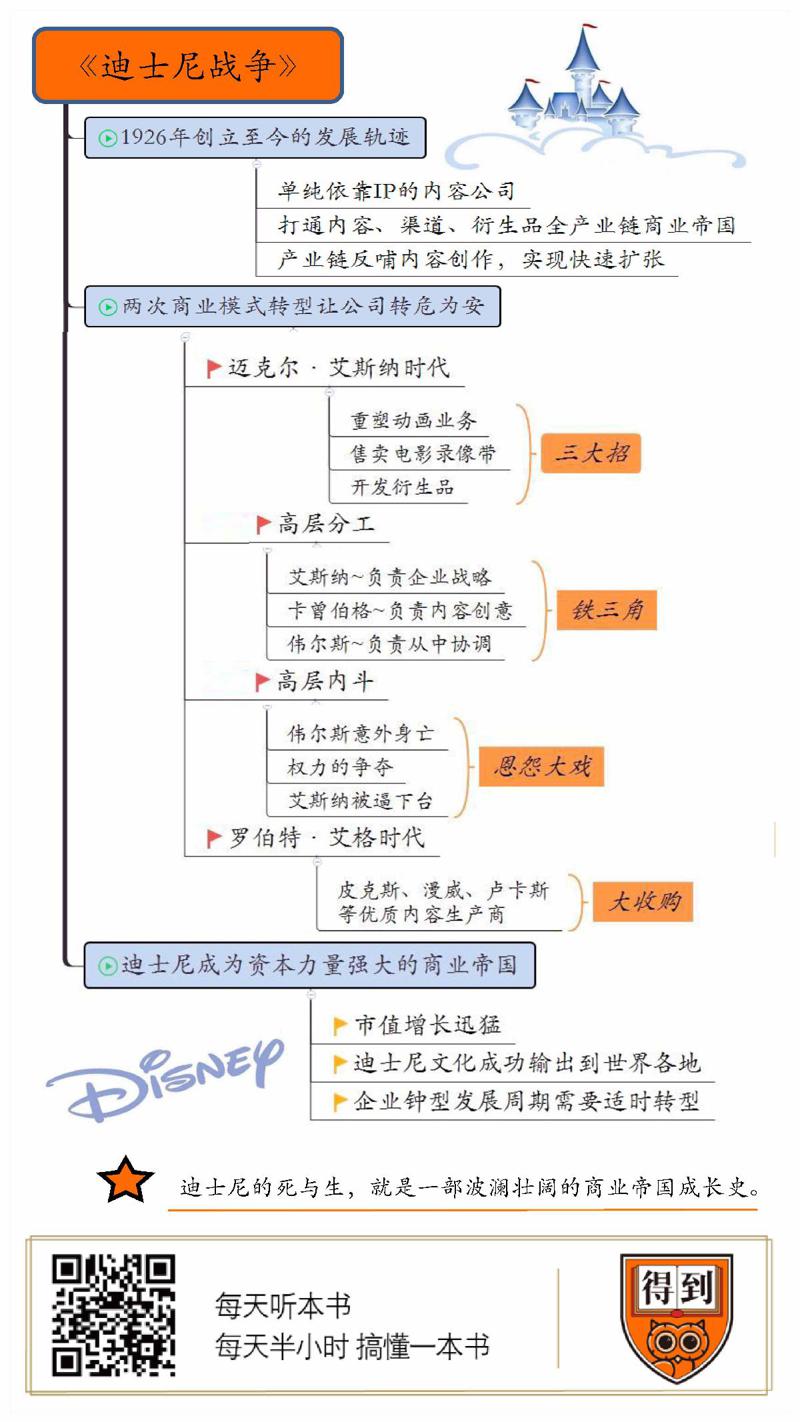 《迪士尼战争》
1926年创立至今的发展轨迹
单纯依靠IP的内容公司
打通内容、渠道、衍生品全产业链商业帝国
产业链反哺内容创作，实现快速扩张
两次商业模式转型让公司转危为安
迈克尔·艾斯纳时代
重塑动画业务
售卖电影录像带
开发衍生品
三大招
高层分工
艾斯纳~负责企业战略
卡曾伯格~负责内容创意
伟尔斯~负责从中协调
铁三角
高层内斗
伟尔斯意外身亡
权力的争夺
艾斯纳被逼下台
恩怨大戏
罗伯特·艾格时代
皮克斯、漫威、卢卡斯
等优质内容生产商
大收购
迪士尼成为资本力量强大的商业帝国
市值增长迅猛
迪士尼文化成功输出到世界各地
企业钟型发展周期需要适时转型
DISNEY
迪士尼的死与生，就是一部波澜壮阔的商业帝国成长史。
每天听本书
每天半小时 搞懂一本书
得到